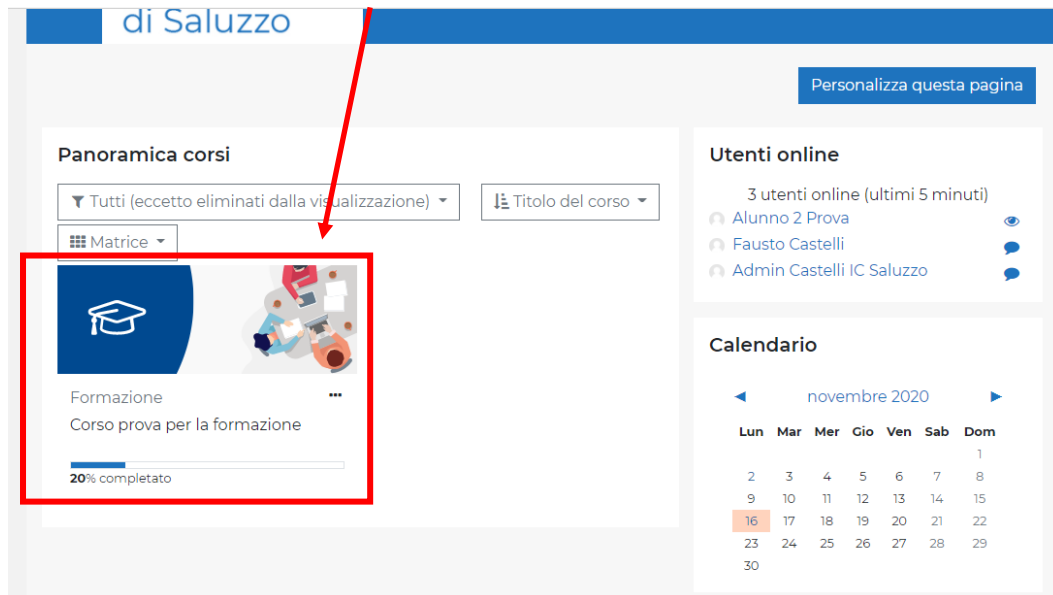 di Saluzzo
Personalizza questa pagina
Panoramica corsi
Tutti (eccetto eliminati dalla visualizzazione)
Titolo del corso
Matrice
Formazione
Corso prova per la formazione
20% completato
Utenti online
3 utenti online (ultimi 5 minuti)
Alunno 2 Prova
Fausto Castelli
Admin Castelli IC Saluzzo
Calendario
novembre 2020
Lun Mar Mer Gio Ven Sab Dom
1
2 3 4 5 6 7 8
9 10 11 12 13 14 15
16 17 18 19 20 21 22
23 24 25 26 27 28 29
30